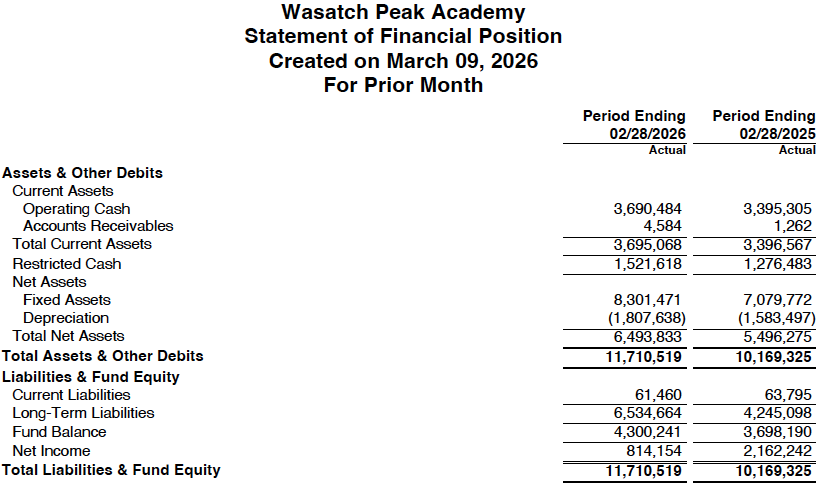 Wasatch Peak Academy
Statement of Financial Position
Created on March 09, 2026
For Prior Month
Period Ending Period Ending
02/28/2026 02/28/2025
Actual Actual
Assets & Other Debits
Current Assets
Operating Cash 3,690,484 3,395,305
Accounts Receivables 4,584 1,262
Total Current Assets 3,695,068 3,396,567
Restricted Cash 1,521,618 1,276,483
Net Assets
Fixed Assets 8,301,471 7,079,772
Depreciation (1,807,638) (1,583,497)
Total Net Assets 6,493,833 5,496,275
Total Assets & Other Debits 11,710,519 10,169,325
Liabilities & Fund Equity
Current Liabilities 61,460 63,795
Long-Term Liabilities 6,534,664 4,245,098
Fund Balance 4,300,241 3,698,190
Net Income 814,154 2,162,242
Total Liabilities & Fund Equity 11,710,519 10,169,325